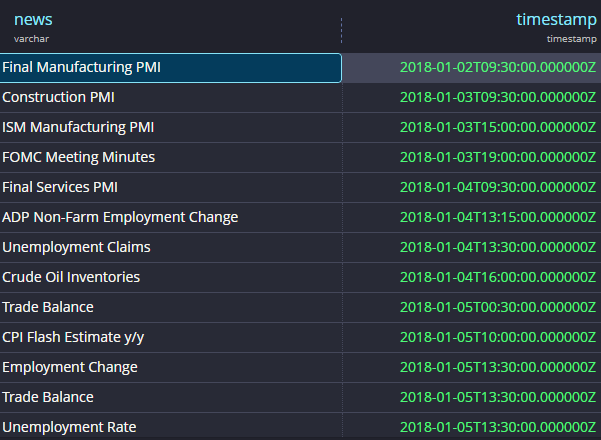 news timestamp
varchar timestamp
Final Manufacturing PMI 2018-01-02T09:30:00.000000Z
Construction PMI 2018-01-03T09:30:00.000000Z
ISM Manufacturing PMI 2018-01-03T15:00:00.000000Z
FOMC Meeting Minutes 2018-01-03T19:00:00.000000Z
Final Services PMI 2018-01-04T09:30:00.000000Z
ADP Non-Farm Employment Change 2018-01-04T13:15:00.000000Z
Unemployment Claims 2018-01-04T13:30:00.000000Z
Crude Oil Inventories 2018-01-04T16:00:00.000000Z
Trade Balance 2018-01-05T00:30:00.000000Z
CPI Flash Estimate y/y 2018-01-05T10:00:00.000000Z
Employment Change 2018-01-05T13:30:00.000000Z
Trade Balance 2018-01-05T13:30:00.000000Z
Unemployment Rate 2018-01-05T13:30:00.000000Z